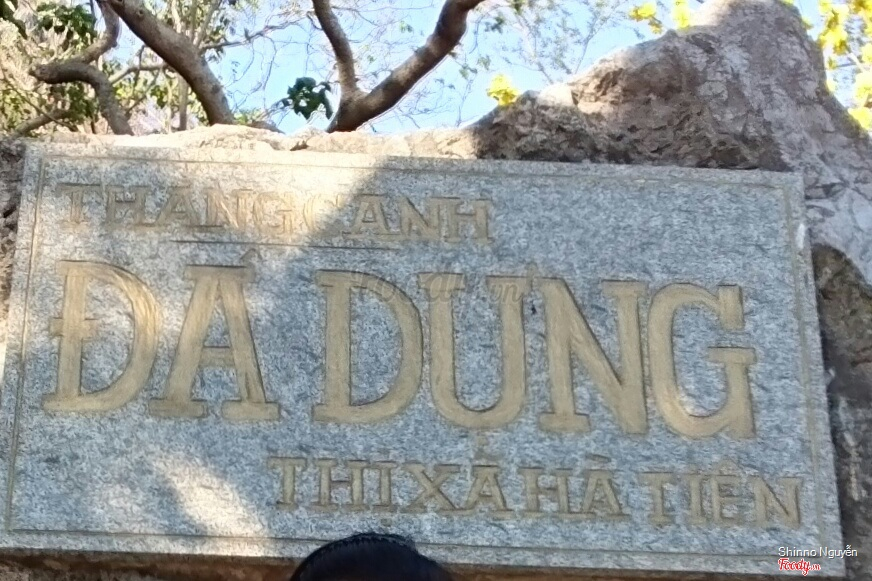 THẮNG CẢNH
ĐÁ DỰNG
THỊ XÃ HÀ TIÊN
Shinno Nguyễn
Foody.vn